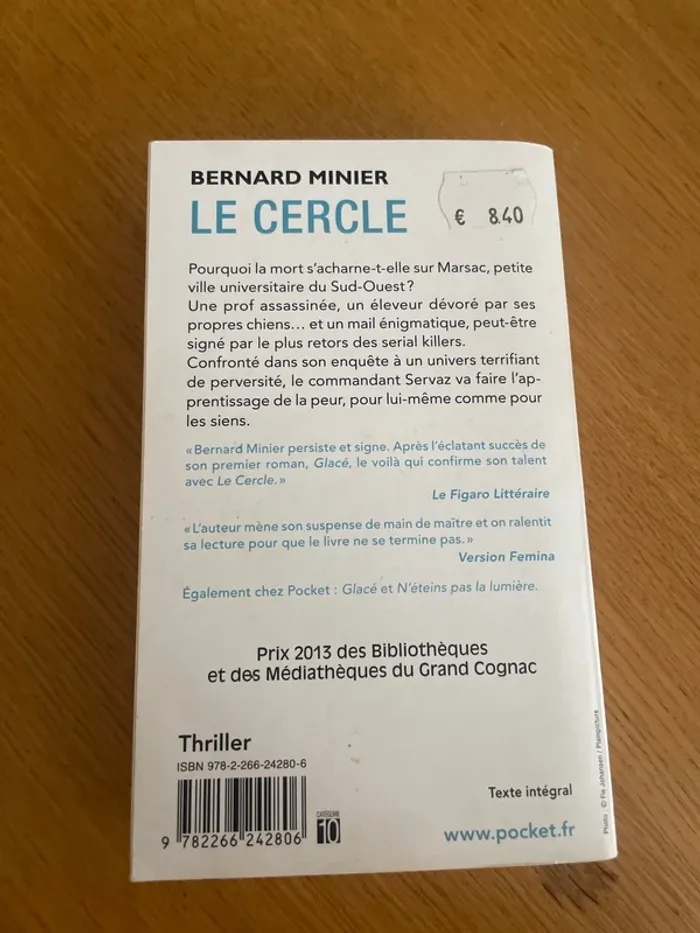 BERNARD MINIER
LE CERCLE
€ 8.40
Pourquoi la mort s'acharne-t-elle sur Marsac, petite
ville universitaire du Sud-Ouest ?
Une prof assassinée, un éleveur dévoré par ses
propres chiens... et un mail énigmatique, peut-être
signé par le plus retors des serial killers.
Confronté dans son enquête à un univers terrifiant
de perversité, le commandant Servaz va faire l'ap-
prentissage de la peur, pour lui-même comme pour
les siens.
« Bernard Minier persiste et signe. Après l'éclatant succès de
son premier roman, Glacé, le voilà qui confirme son talent
avec Le Cercle. »
Le Figaro Littéraire
« L'auteur mène son suspense de main de maître et on ralentit
sa lecture pour que le livre ne se termine pas. »
Version Femina
Également chez Pocket : Glacé et N'éteins pas la lumière.
Prix 2013 des Bibliothèques
et des Médiathèques du Grand Cognac
Thriller
ISBN 978-2-266-24280-6
9 782266 242806
CATÉGORIE
10
Texte intégral
www.pocket.fr
Photo : © Fia Johansen / Plainpicture